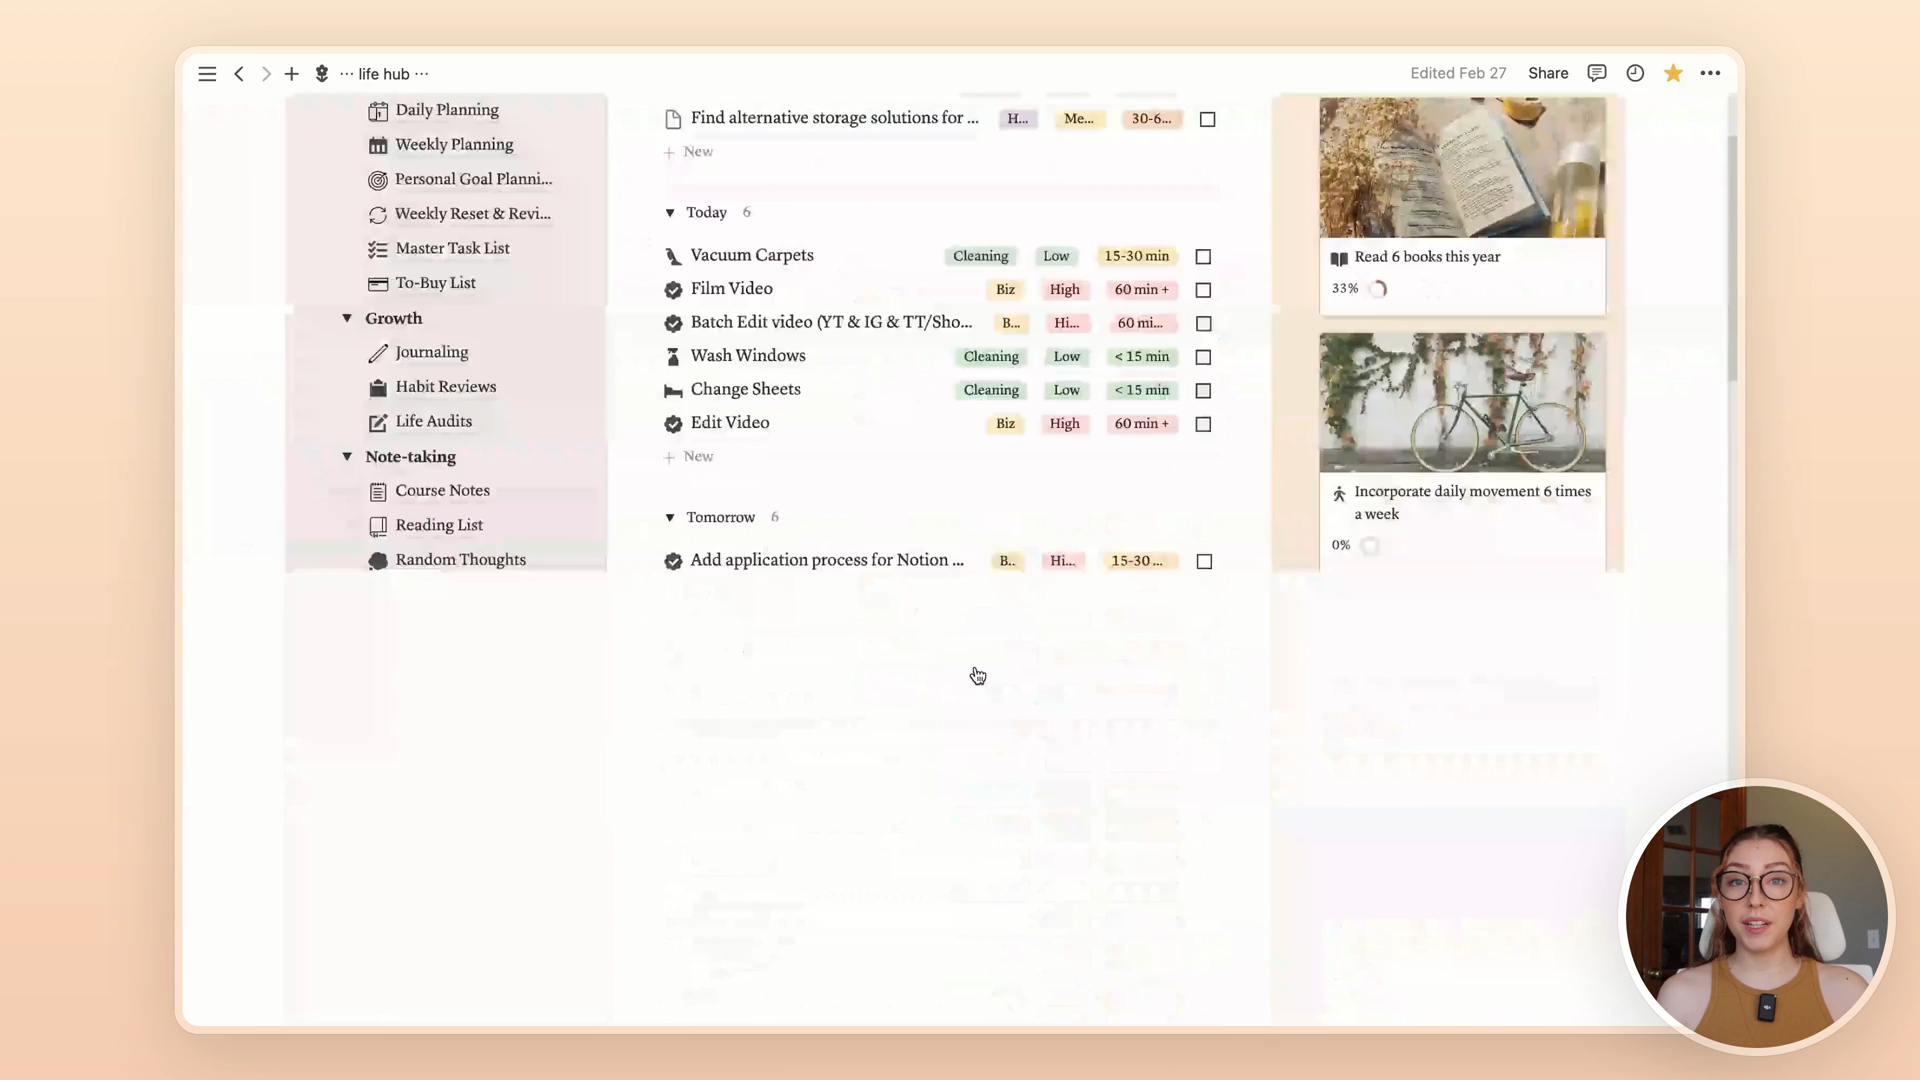 ··· life hub ···
Edited Feb 27
Share
Daily Planning
Weekly Planning
Personal Goal Planni...
Weekly Reset & Revi...
Master Task List
To-Buy List
Growth
Journaling
Habit Reviews
Life Audits
Note-taking
Course Notes
Reading List
Random Thoughts
Find alternative storage solutions for ... H... Me... 30-6...
+ New
Today 6
Vacuum Carpets Cleaning Low 15-30 min
Film Video Biz High 60 min +
Batch Edit video (YT & IG & TT/Sho... B... Hi... 60 mi...
Wash Windows Cleaning Low < 15 min
Change Sheets Cleaning Low < 15 min
Edit Video Biz High 60 min +
+ New
Tomorrow 6
Add application process for Notion ... B.. Hi... 15-30 ...
Read 6 books this year
33%
Incorporate daily movement 6 times
a week
0%